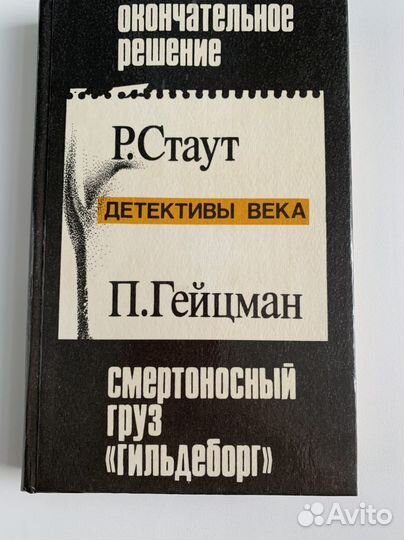 окончательное
решение
Р.Стаут
ДЕТЕКТИВЫ ВЕКА
П.Гейцман
смертоносный
груз
«гильдеборг»
Avito